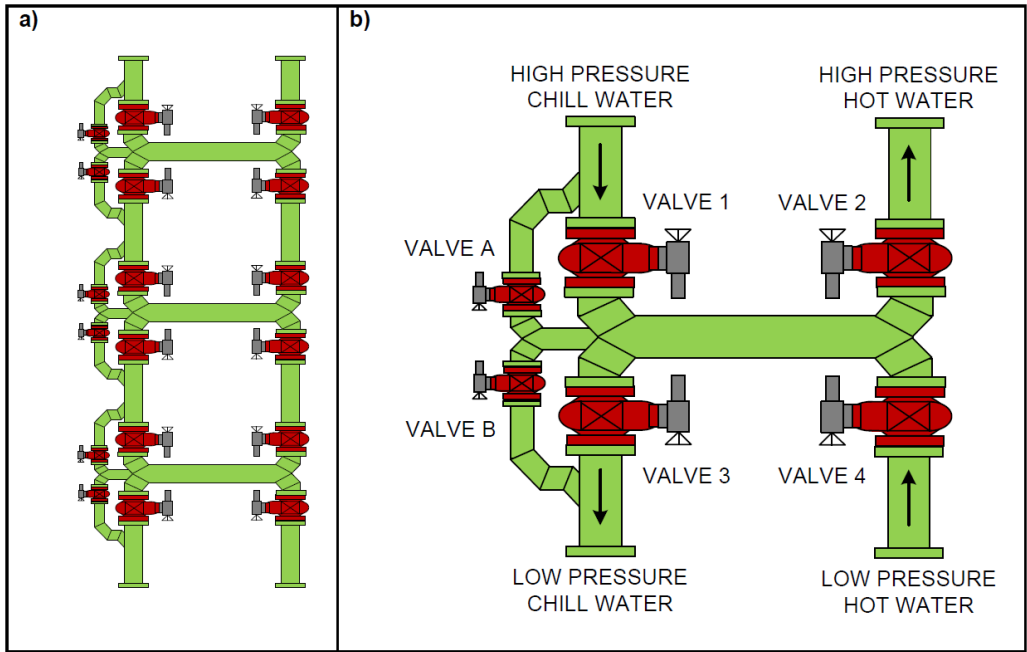 a)
b)
HIGH PRESSURE
CHILL WATER
HIGH PRESSURE
HOT WATER
VALVE 1
VALVE 2
VALVE A
VALVE B
VALVE 3
VALVE 4
LOW PRESSURE
CHILL WATER
LOW PRESSURE
HOT WATER